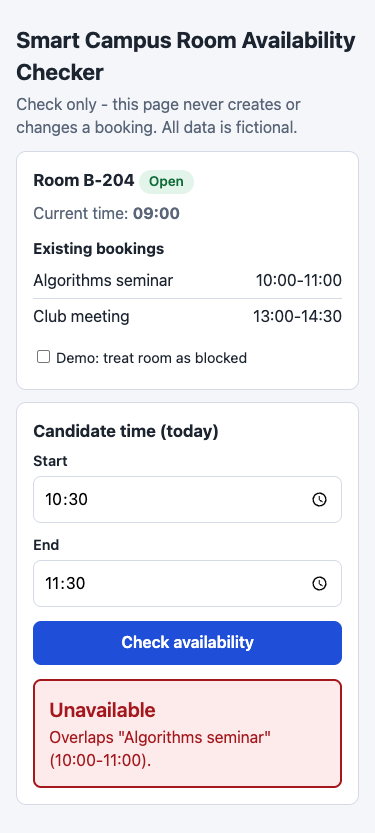 Smart Campus Room Availability
Checker
Check only - this page never creates or
changes a booking. All data is fictional.
Room B-204 Open
Current time: 09:00
Existing bookings
Algorithms seminar 10:00-11:00
Club meeting 13:00-14:30
Demo: treat room as blocked
Candidate time (today)
Start
10:30
End
11:30
Check availability
Unavailable
Overlaps "Algorithms seminar"
(10:00-11:00).